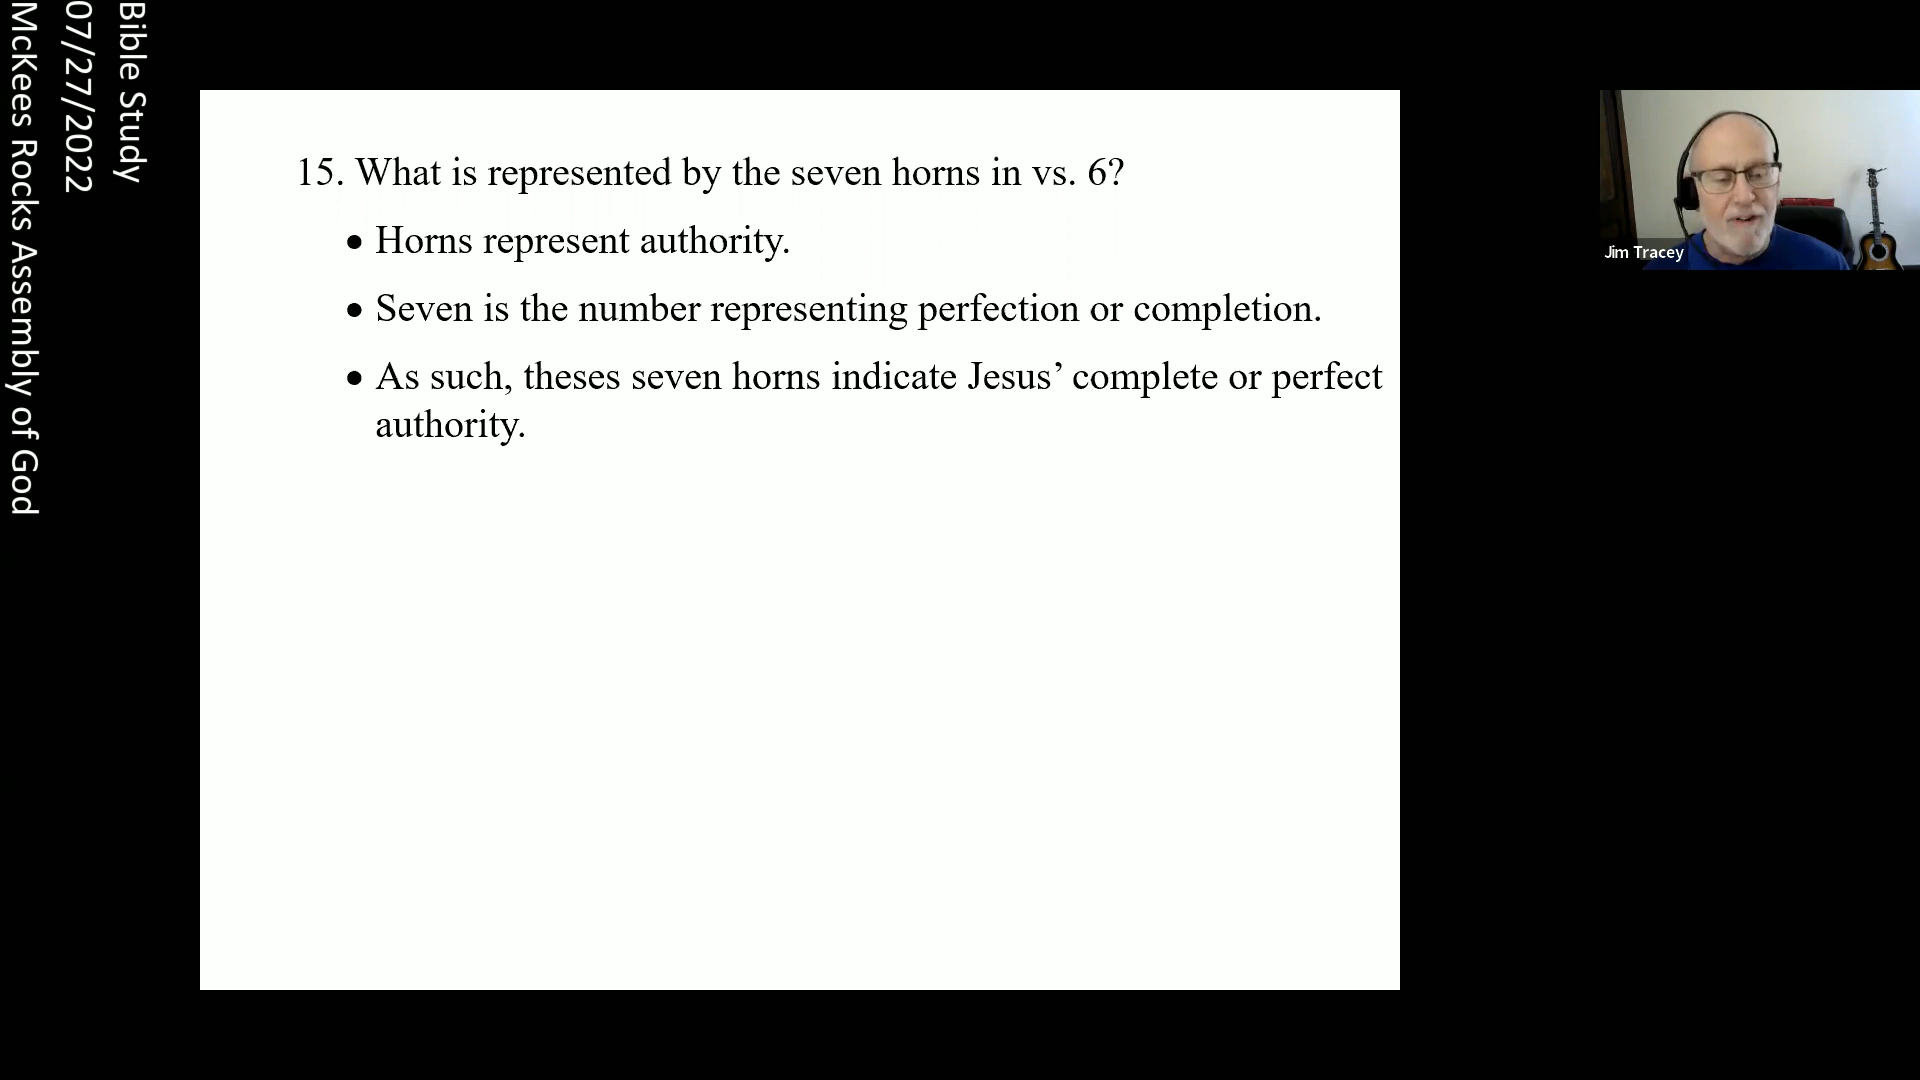 Bible Study
07/27/2022
McKees Rocks Assembly of God
15. What is represented by the seven horns in vs. 6?
• Horns represent authority.
• Seven is the number representing perfection or completion.
• As such, theses seven horns indicate Jesus’ complete or perfect
authority.
Jim Tracey